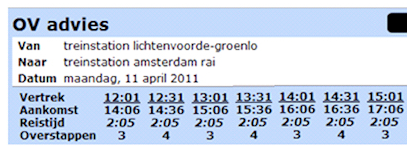 OV advies
Van treinstation lichtenvoorde-groenlo
Naar treinstation amsterdam rai
Datum maandag, 11 april 2011
Vertrek 12:01 12:31 13:01 13:31 14:01 14:31 15:01
Aankomst 14:06 14:36 15:06 15:36 16:06 16:36 17:06
Reistijd 2:05 2:05 2:05 2:05 2:05 2:05 2:05
Overstappen 3 4 3 4 3 4 3